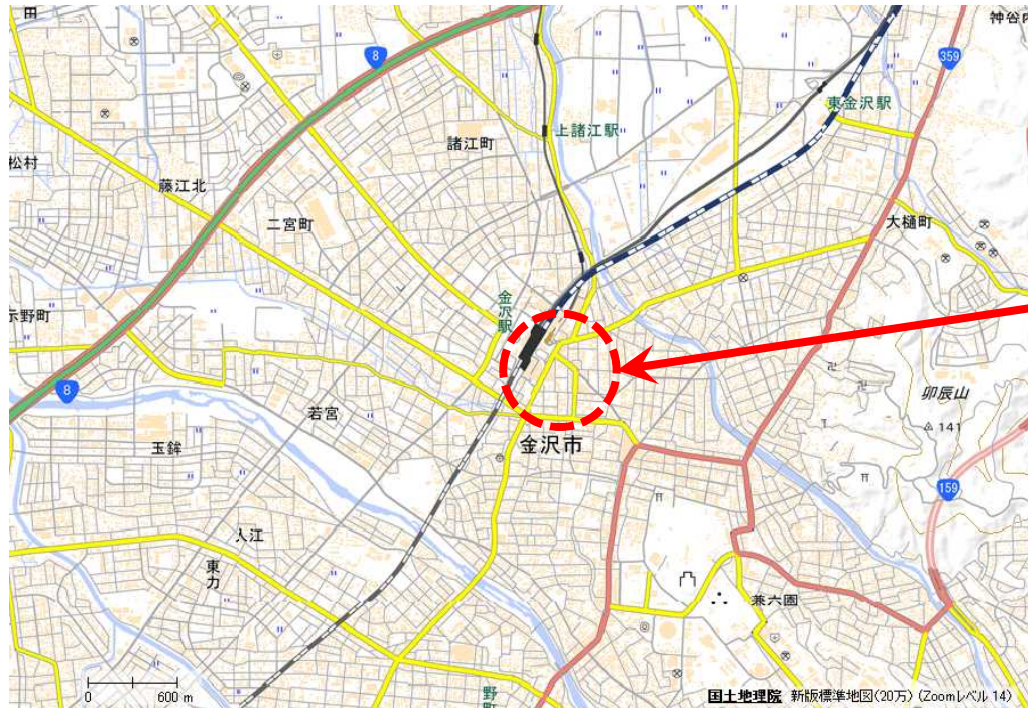 田
8
神谷内
359
東金沢駅
上諸江駅
諸江町
松村
藤江北
二宮町
大樋町
金沢駅
示野町
8
若宮
卯辰山
141
玉鉾
金沢市
159
入江
東力
兼六園
0 600 m
野町
国土地理院 新版標準地図(20万) (Zoomレベル 14)